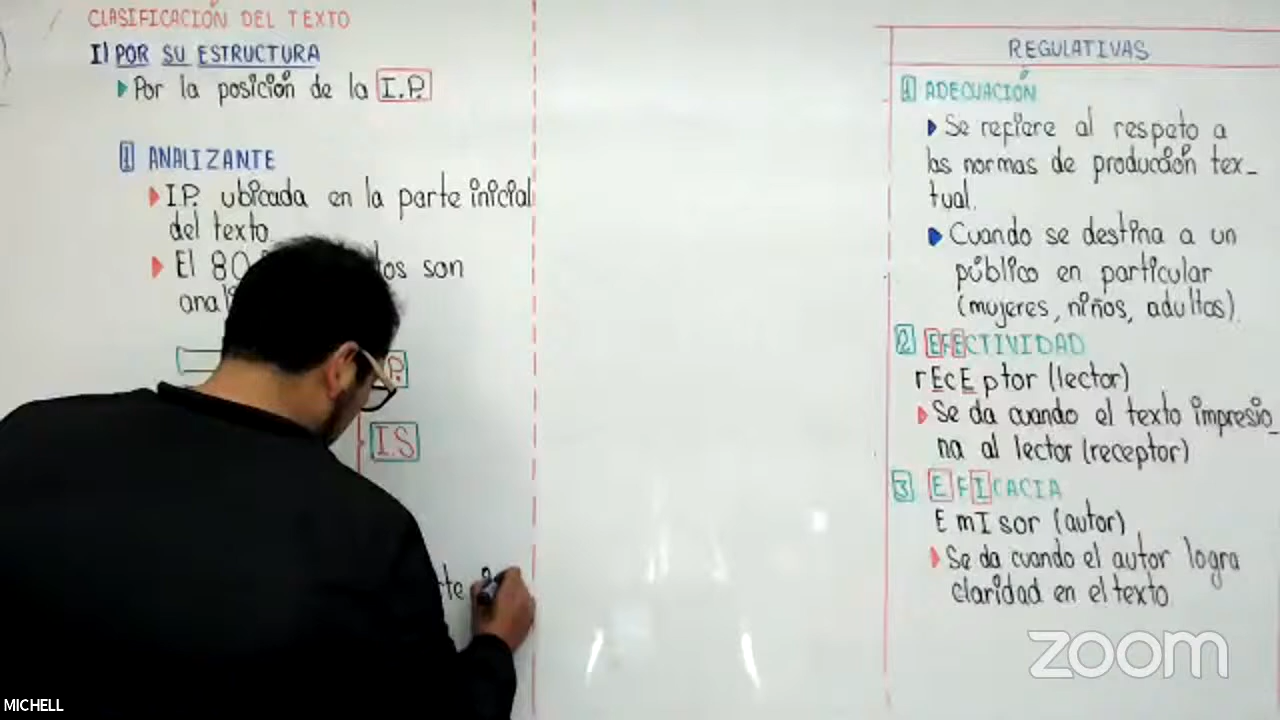 CLASIFICACIÓN DEL TEXTO
I) POR SU ESTRUCTURA
Por la posición de la I.P.
1 ANALIZANTE
I.P. ubicada en la parte inicial
del texto
El 80 son
I.S
REGULATIVAS
1 ADECUACIÓN
Se refiere al respeto a
las normas de producción tex_
tual.
Cuando se destina a un
público en particular
(mujeres, niños, adultos).
2 EFECTIVIDAD
rEcEptor (lector)
Se da cuando el texto impresio_
na al lector (receptor)
3 EFICACIA
EmIsor (autor)
Se da cuando el autor logra
claridad en el texto
zoom
MICHELL